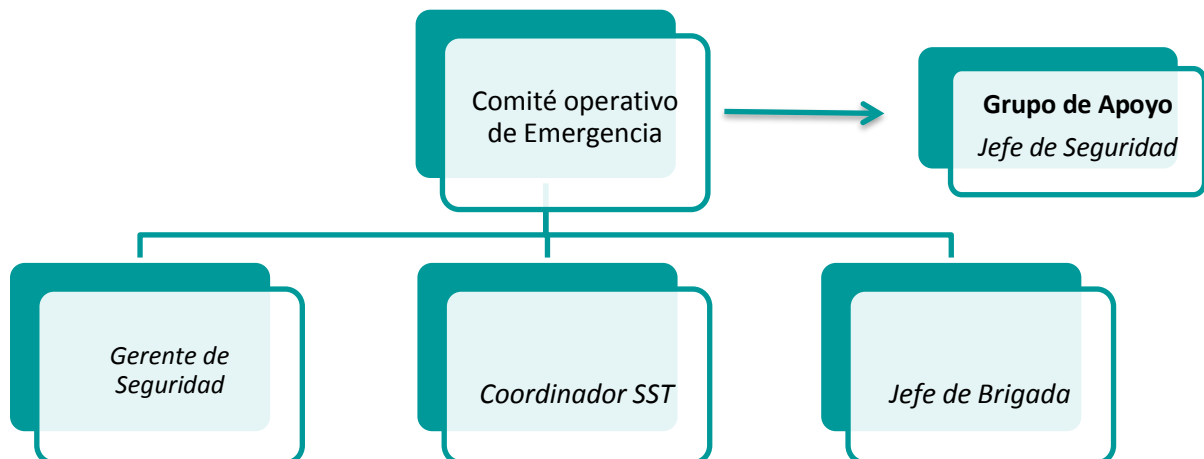 Comité operativo
de Emergencia
Grupo de Apoyo
Jefe de Seguridad
Gerente de
Seguridad
Coordinador SST
Jefe de Brigada